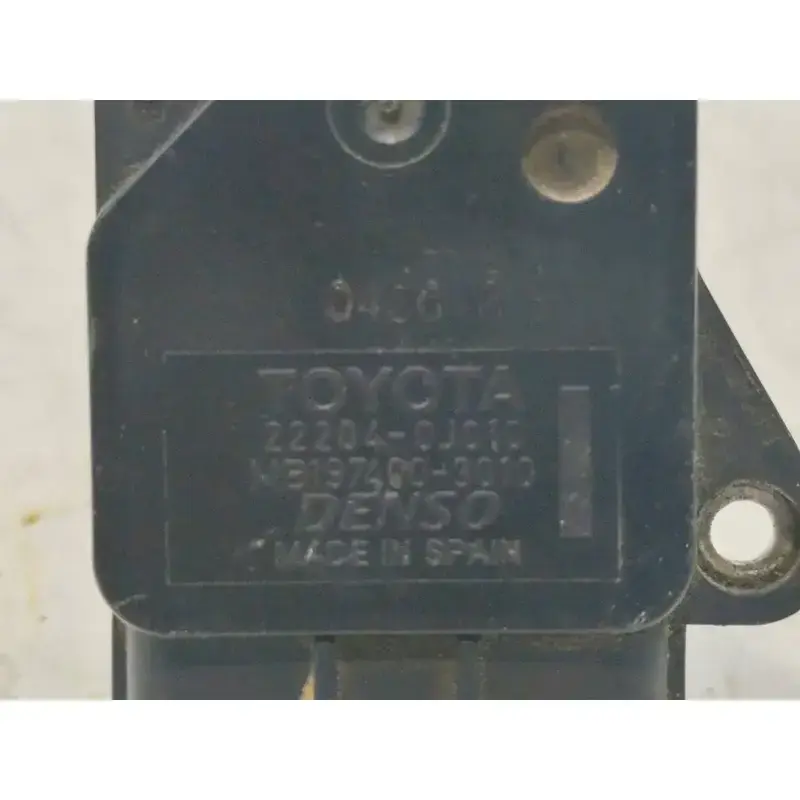 TOYOTA
22204-0J010
MB197400-3010
DENSO
MADE IN SPAIN